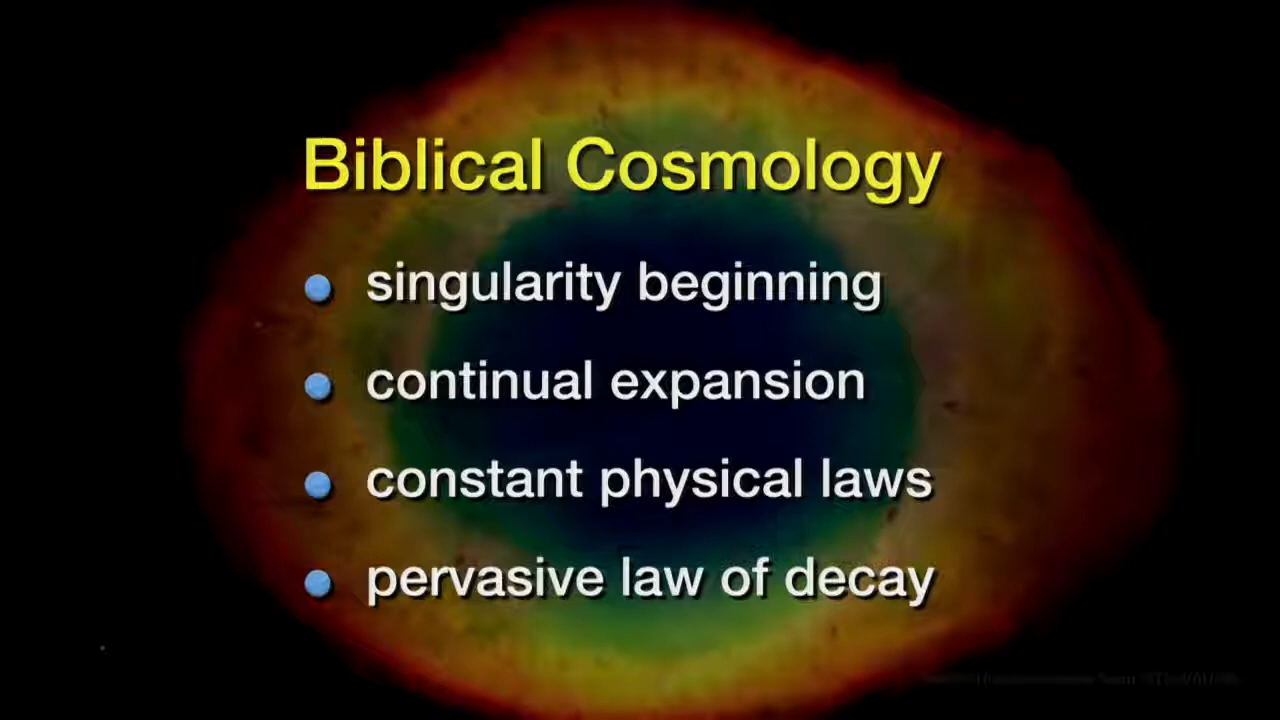 Biblical Cosmology
singularity beginning
continual expansion
constant physical laws
pervasive law of decay